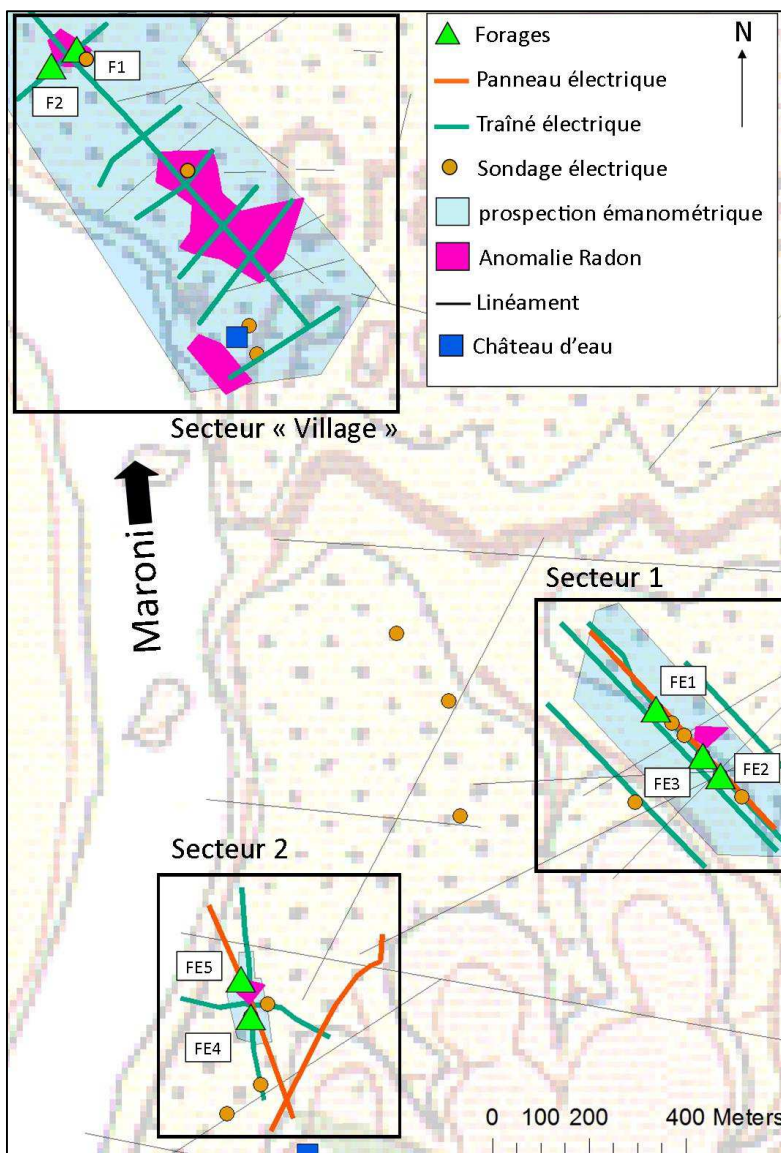 N
Forages
Panneau électrique
Traîné électrique
Sondage électrique
prospection émanométrique
Anomalie Radon
Linéament
Château d'eau
F1
F2
Secteur « Village »
Maroni
Secteur 1
FE1
FE2
FE3
Secteur 2
FE5
FE4
0 100 200 400 Meters